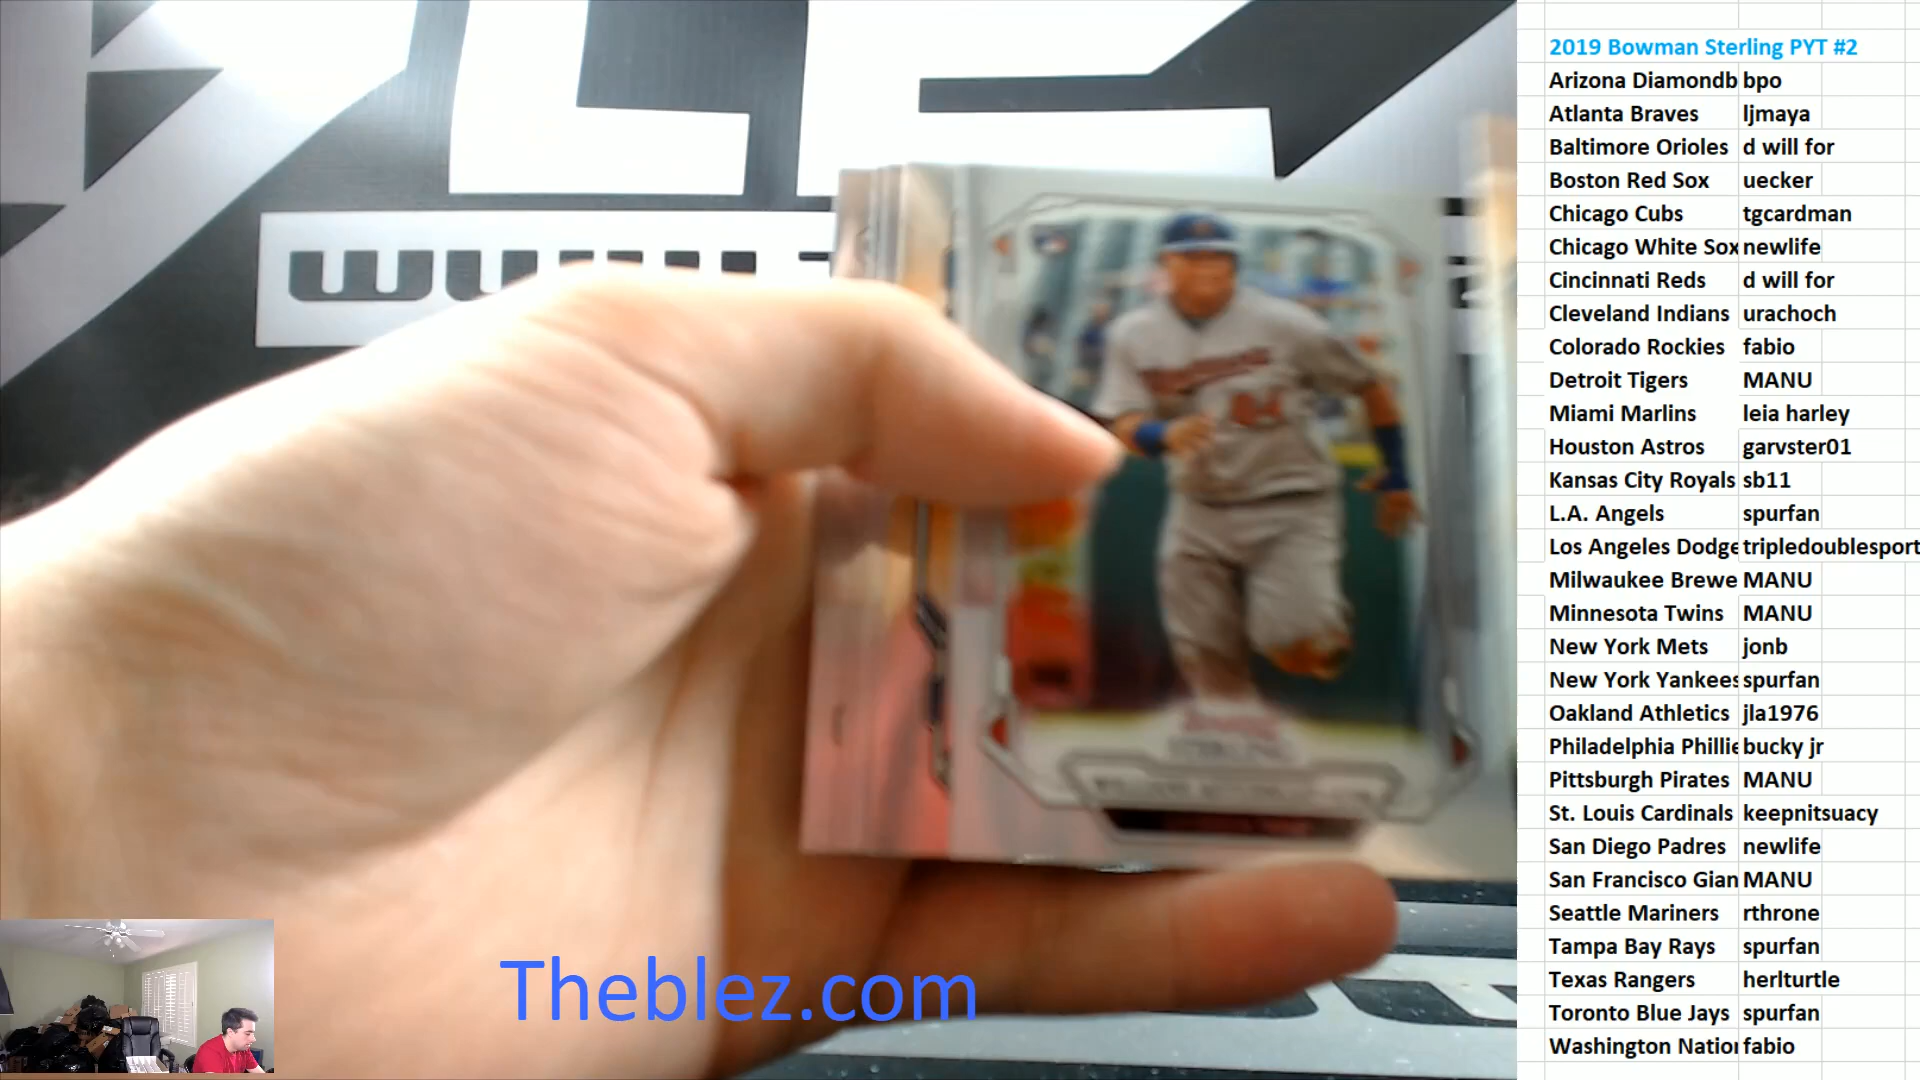 2019 Bowman Sterling PYT #2
Arizona Diamondb bpo
Atlanta Braves ljmaya
Baltimore Orioles d will for
Boston Red Sox uecker
Chicago Cubs tgcardman
Chicago White Sox newlife
Cincinnati Reds d will for
Cleveland Indians urachoch
Colorado Rockies fabio
Detroit Tigers MANU
Miami Marlins leia harley
Houston Astros garvster01
Kansas City Royals sb11
L.A. Angels spurfan
Los Angeles Dodge tripledoublesport
Milwaukee Brewe MANU
Minnesota Twins MANU
New York Mets jonb
New York Yankees spurfan
Oakland Athletics jla1976
Philadelphia Phillie bucky jr
Pittsburgh Pirates MANU
St. Louis Cardinals keepnitsuacy
San Diego Padres newlife
San Francisco Gian MANU
Seattle Mariners rthrone
Tampa Bay Rays spurfan
Texas Rangers herlturtle
Toronto Blue Jays spurfan
Washington Nation fabio
Theblez.com